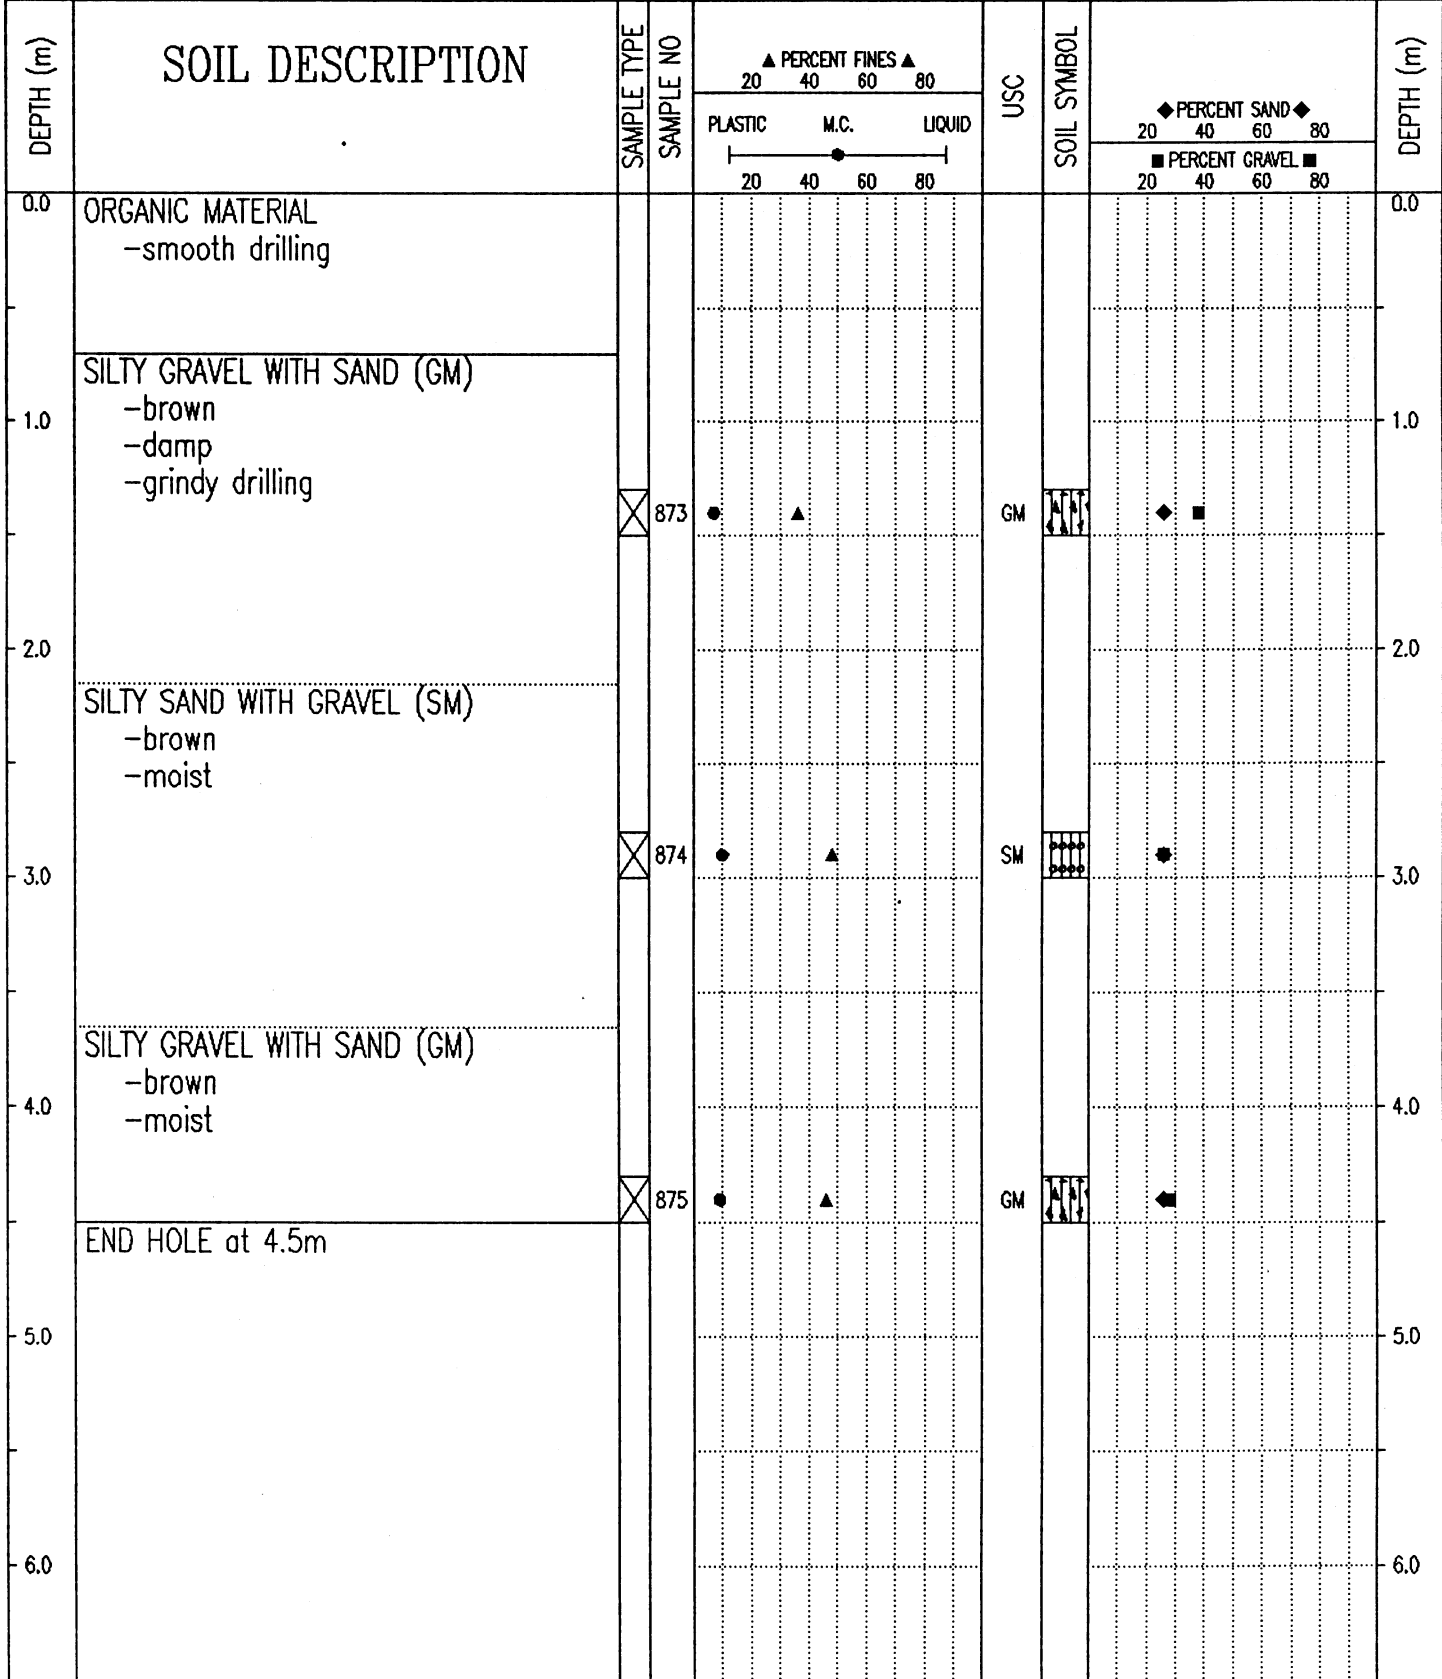 DEPTH (m)
SOIL DESCRIPTION
SAMPLE TYPE
SAMPLE NO
▲ PERCENT FINES ▲
20 40 60 80
PLASTIC M.C. LIQUID
20 40 60 80
USC
SOIL SYMBOL
◆ PERCENT SAND ◆
20 40 60 80
■ PERCENT GRAVEL ■
20 40 60 80
DEPTH (m)
0.0 ORGANIC MATERIAL 0.0
-smooth drilling
SILTY GRAVEL WITH SAND (GM)
-brown
1.0 1.0
-damp
-grindy drilling
873 GM
2.0 2.0
SILTY SAND WITH GRAVEL (SM)
-brown
-moist
874 SM
3.0 3.0
SILTY GRAVEL WITH SAND (GM)
-brown
4.0 4.0
-moist
875 GM
END HOLE at 4.5m
5.0 5.0
6.0 6.0